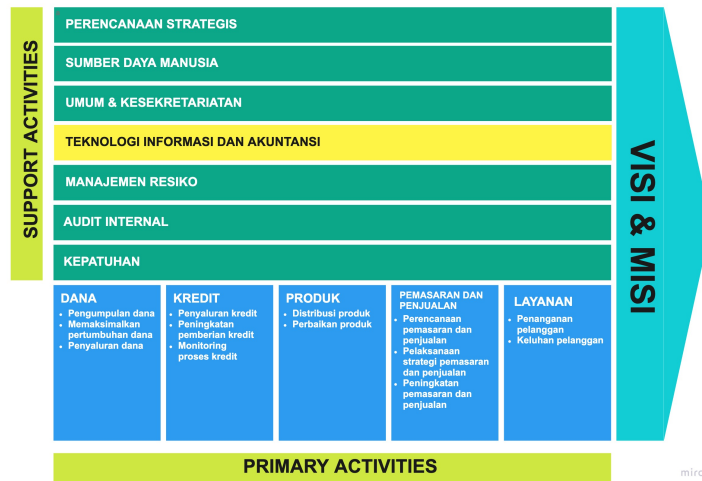 SUPPORT ACTIVITIES
PERENCANAAN STRATEGIS
SUMBER DAYA MANUSIA
UMUM & KESEKRETARIATAN
TEKNOLOGI INFORMASI DAN AKUNTANSI
MANAJEMEN RESIKO
AUDIT INTERNAL
KEPATUHAN
DANA
• Pengumpulan dana
• Memaksimalkan
pertumbuhan dana
• Penyaluran dana
KREDIT
• Penyaluran kredit
• Peningkatan
pemberian kredit
• Monitoring
proses kredit
PRODUK
• Distribusi produk
• Perbaikan produk
PEMASARAN DAN
PENJUALAN
• Perencanaan
pemasaran dan
penjualan
• Pelaksanaan
strategi pemasaran
dan penjualan
• Peningkatan
pemasaran dan
penjualan
LAYANAN
• Penanganan
pelanggan
• Keluhan pelanggan
VISI & MISI
PRIMARY ACTIVITIES